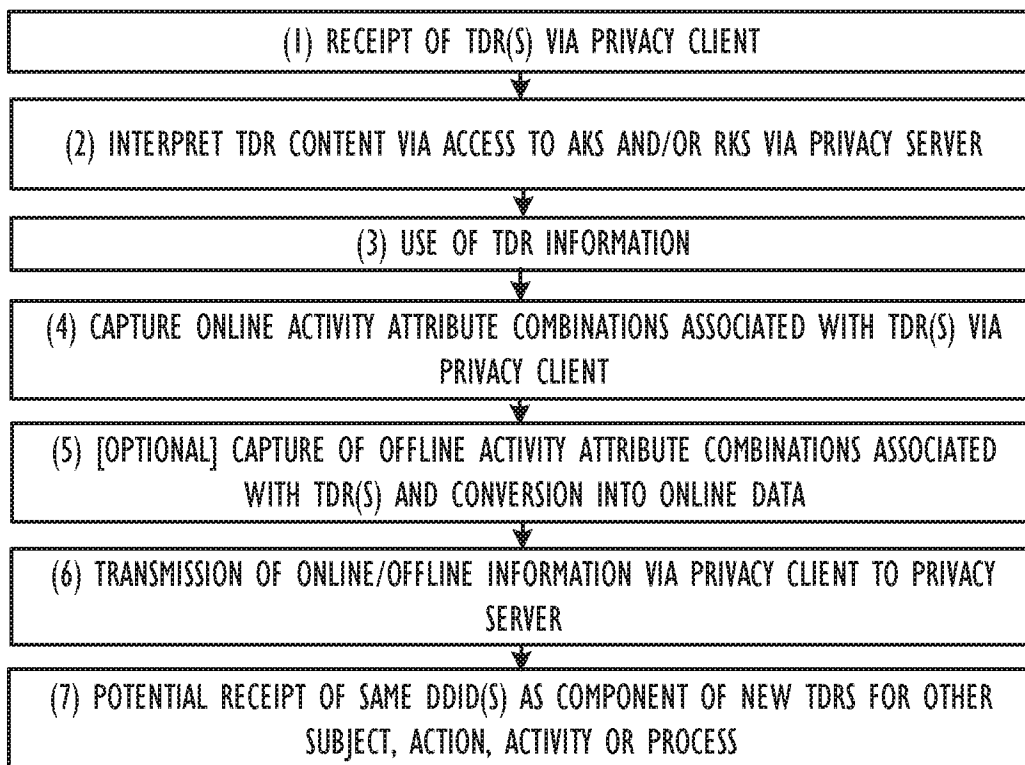 (1) RECEIPT OF TDR(S) VIA PRIVACY CLIENT
(2) INTERPRET TDR CONTENT VIA ACCESS TO AKS AND/OR RKS VIA PRIVACY SERVER
(3) USE OF TDR INFORMATION
(4) CAPTURE ONLINE ACTIVITY ATTRIBUTE COMBINATIONS ASSOCIATED WITH TDR(S) VIA
PRIVACY CLIENT
(5) [OPTIONAL] CAPTURE OF OFFLINE ACTIVITY ATTRIBUTE COMBINATIONS ASSOCIATED
WITH TDR(S) AND CONVERSION INTO ONLINE DATA
(6) TRANSMISSION OF ONLINE/OFFLINE INFORMATION VIA PRIVACY CLIENT TO PRIVACY
SERVER
(7) POTENTIAL RECEIPT OF SAME DDID(S) AS COMPONENT OF NEW TDRS FOR OTHER
SUBJECT, ACTION, ACTIVITY OR PROCESS